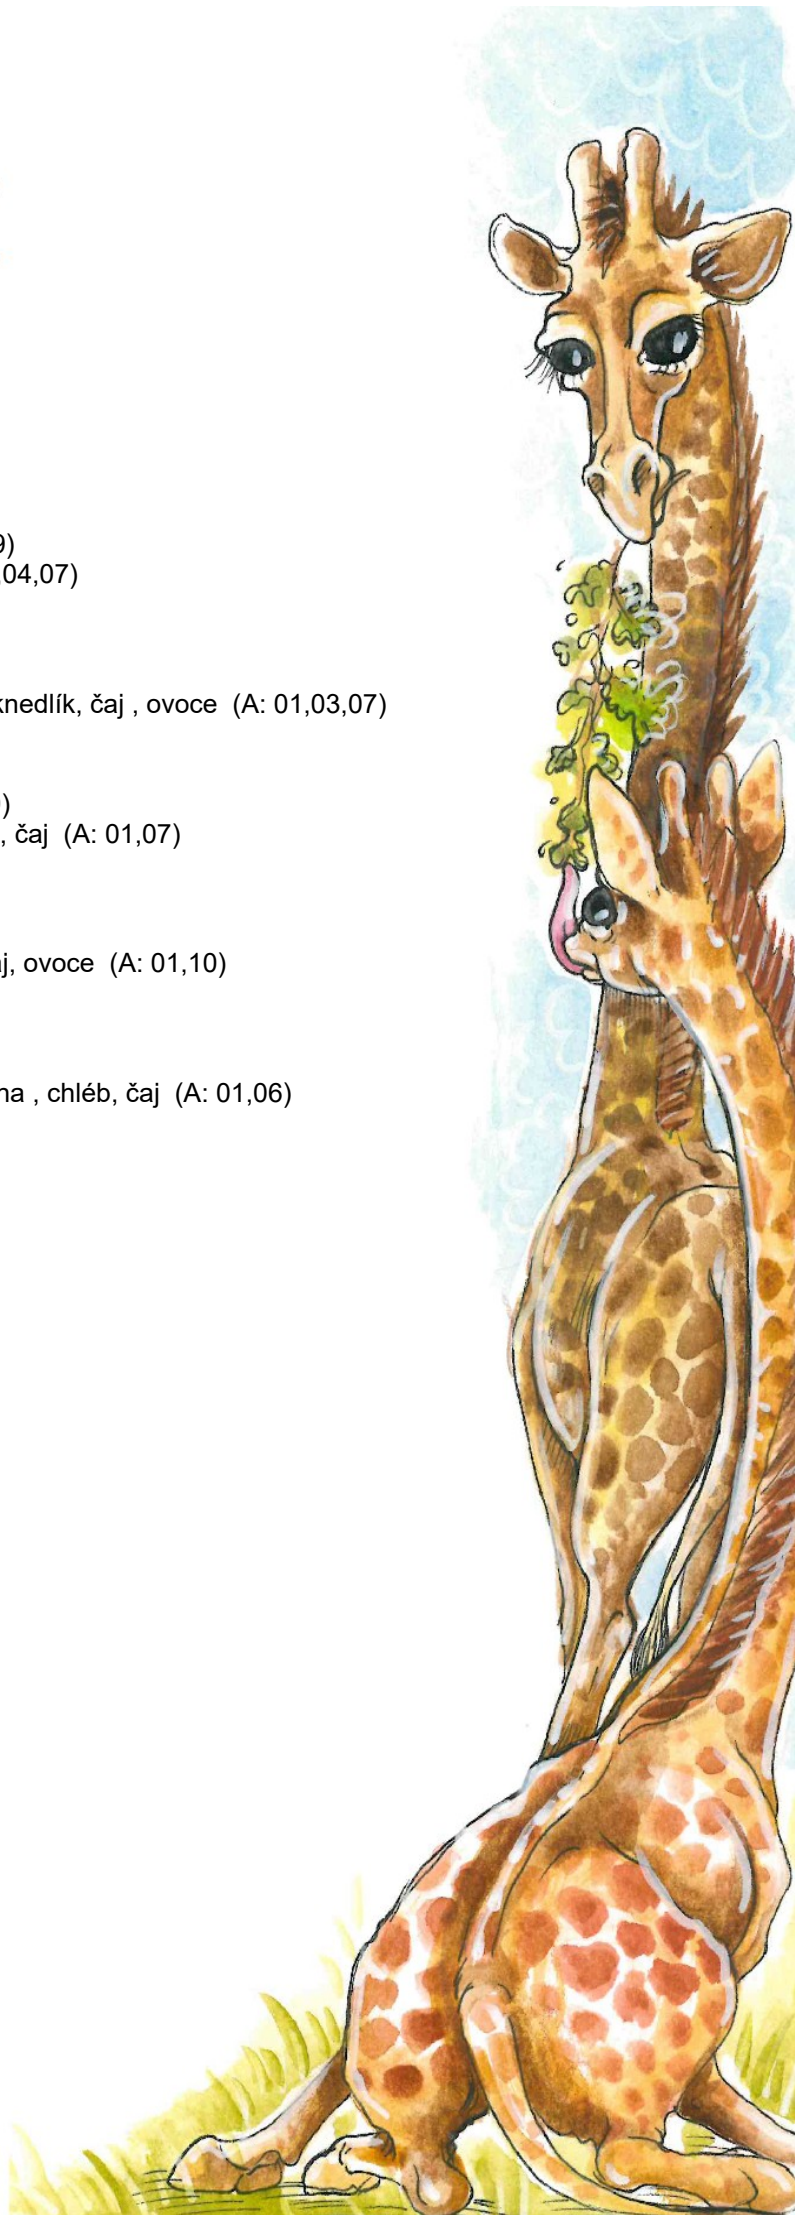 9)
,04,07)
knedlík, čaj , ovoce (A: 01,03,07)
)
, čaj (A: 01,07)
j, ovoce (A: 01,10)
na , chléb, čaj (A: 01,06)